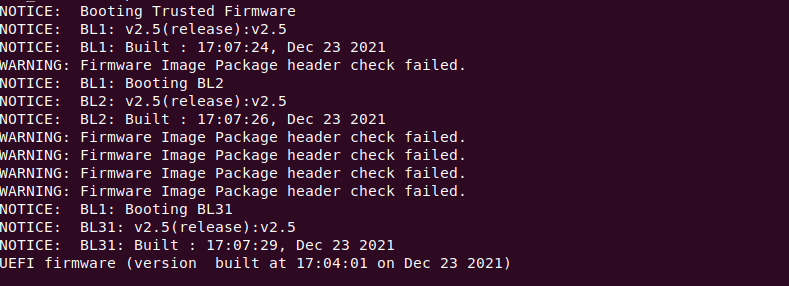 NOTICE:  Booting Trusted Firmware
NOTICE:  BL1: v2.5(release):v2.5
NOTICE:  BL1: Built : 17:07:24, Dec 23 2021
WARNING: Firmware Image Package header check failed.
NOTICE:  BL1: Booting BL2
NOTICE:  BL2: v2.5(release):v2.5
NOTICE:  BL2: Built : 17:07:26, Dec 23 2021
WARNING: Firmware Image Package header check failed.
WARNING: Firmware Image Package header check failed.
WARNING: Firmware Image Package header check failed.
WARNING: Firmware Image Package header check failed.
NOTICE:  BL1: Booting BL31
NOTICE:  BL31: v2.5(release):v2.5
NOTICE:  BL31: Built : 17:07:29, Dec 23 2021
UEFI firmware (version  built at 17:04:01 on Dec 23 2021)